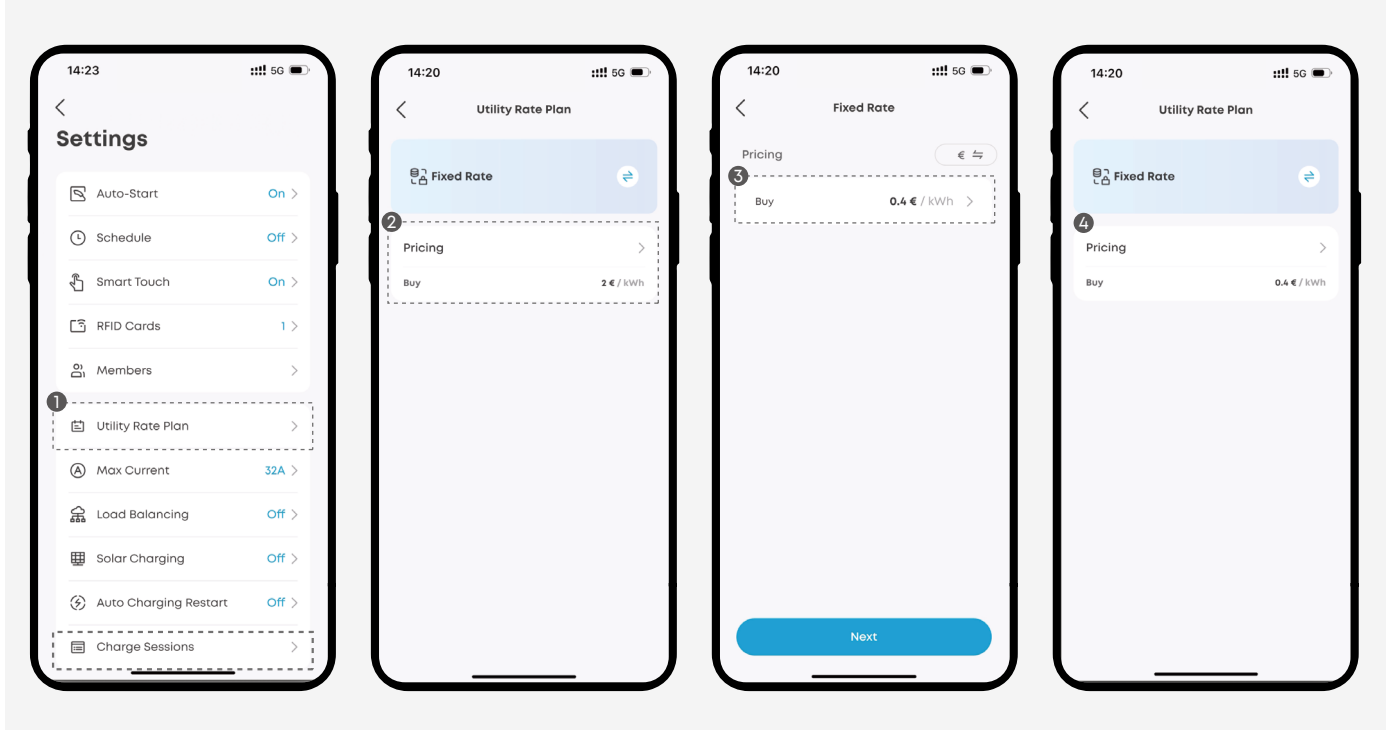 14:23 5G
Settings
Auto-Start On
Schedule Off
Smart Touch On
RFID Cards 1
Members
1
Utility Rate Plan
Max Current 32A
Load Balancing Off
Solar Charging Off
Auto Charging Restart Off
Charge Sessions
14:20 5G
Utility Rate Plan
Fixed Rate
2
Pricing
Buy 2 € / kWh
14:20 5G
Fixed Rate
Pricing €
3
Buy 0.4 € / kWh
Next
14:20 5G
Utility Rate Plan
Fixed Rate
4
Pricing
Buy 0.4 € / kWh